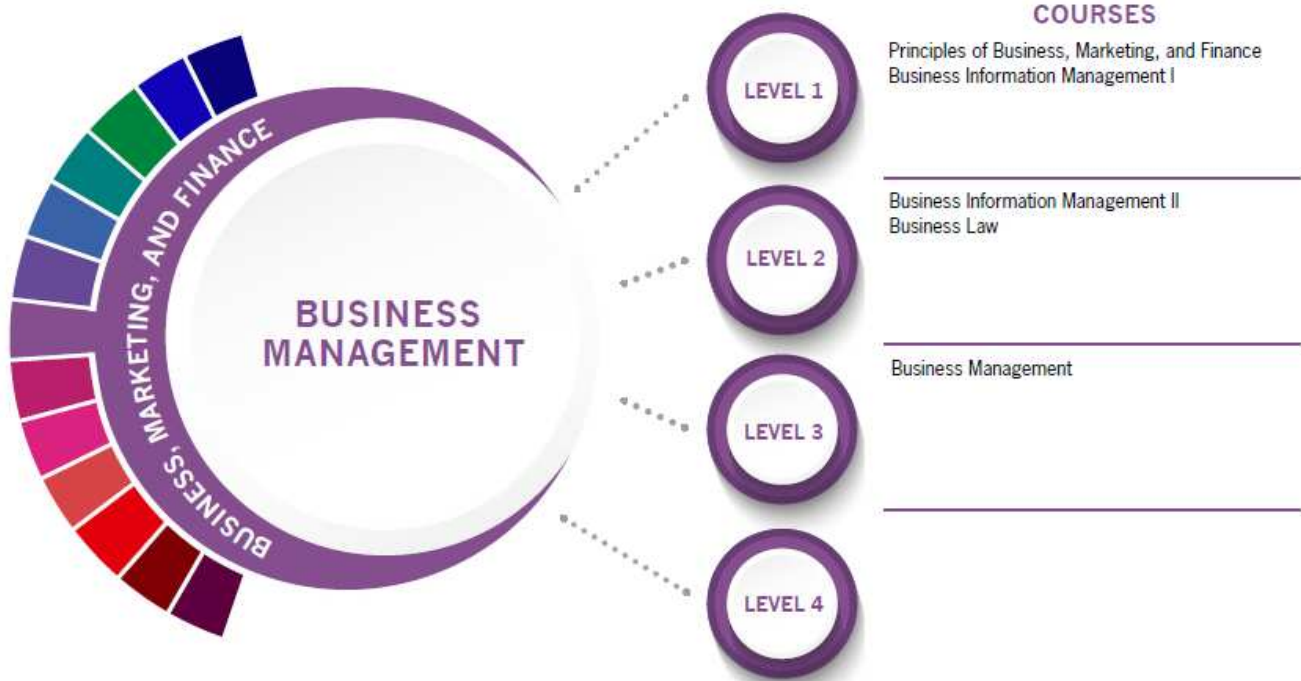 BUSINESS, MARKETING, AND FINANCE
BUSINESS
MANAGEMENT
COURSES
LEVEL 1
Principles of Business, Marketing, and Finance
Business Information Management I
LEVEL 2
Business Information Management II
Business Law
LEVEL 3
Business Management
LEVEL 4